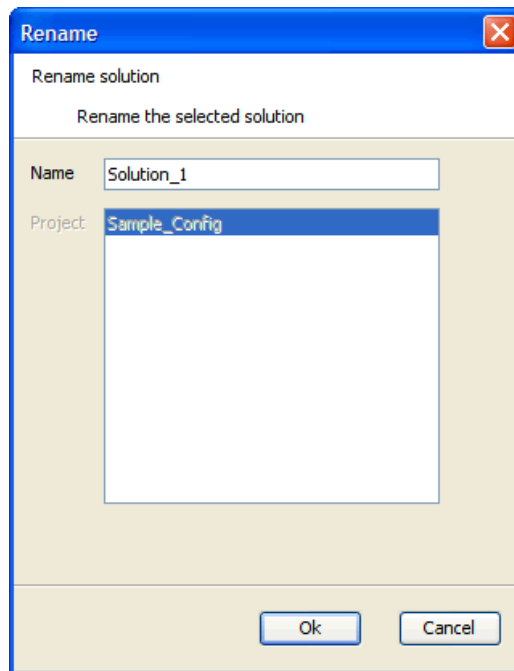 Rename
Rename solution
Rename the selected solution
Name Solution_1
Project Sample_Config
Ok Cancel